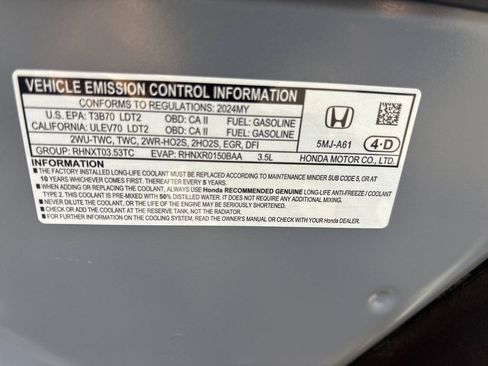 VEHICLE EMISSION CONTROL INFORMATION
CONFORMS TO REGULATIONS: 2024MY
U.S. EPA: T3B70 LDT2 OBD: CA II FUEL: GASOLINE
CALIFORNIA: ULEV70 LDT2 OBD: CA II FUEL: GASOLINE
2WU-TWC, TWC, 2WR-HO2S, 2HO2S, EGR, DFI
GROUP: RHNXT03.53TC EVAP: RHNXR0150BAA 3.5L
5MJ-A61 4-D
HONDA MOTOR CO., LTD.
INFORMATION
■ THE FACTORY INSTALLED LONG-LIFE COOLANT MUST BE REPLACED ACCORDING TO MAINTENANCE MINDER SUB CODE 5, OR AT
10 YEARS WHICHEVER COMES FIRST. THEREAFTER EVERY 5 YEARS.
■ WHEN ADDING OR REPLACING THE COOLANT, ALWAYS USE Honda RECOMMENDED GENUINE LONG-LIFE ANTI-FREEZE / COOLANT
TYPE 2. THIS COOLANT IS PRE-MIXED WITH 50% DISTILLED WATER. IT DOES NOT REQUIRE MIXING.
■ NEVER DILUTE THE COOLANT, OR THE LIFE OF THE ENGINE MAY BE SERIOUSLY SHORTENED.
■ CHECK OR ADD THE COOLANT AT THE RESERVE TANK, NOT AT THE RADIATOR.
■ FOR FURTHER INFORMATION ON THE COOLING SYSTEM, READ THE OWNER'S MANUAL OR CHECK WITH YOUR Honda DEALER.